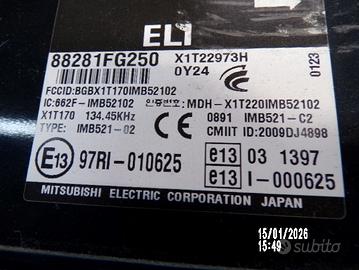 ELI
88281FG250 X1T22973H
0Y24
0123
FCCID:BGBX1T170IMB52102
IC:662F-IMB52102 인증번호:MDH-X1T220IMB52102
X1T170 134.45KHz 0891 IMB521-C2
TYPE: IMB521-02 CMIIT ID:2009DJ4898
E13 97RI-010625 e13 03 1397
e13 I-000625
MITSUBISHI ELECTRIC CORPORATION JAPAN
15/01/2026
15:49
subito